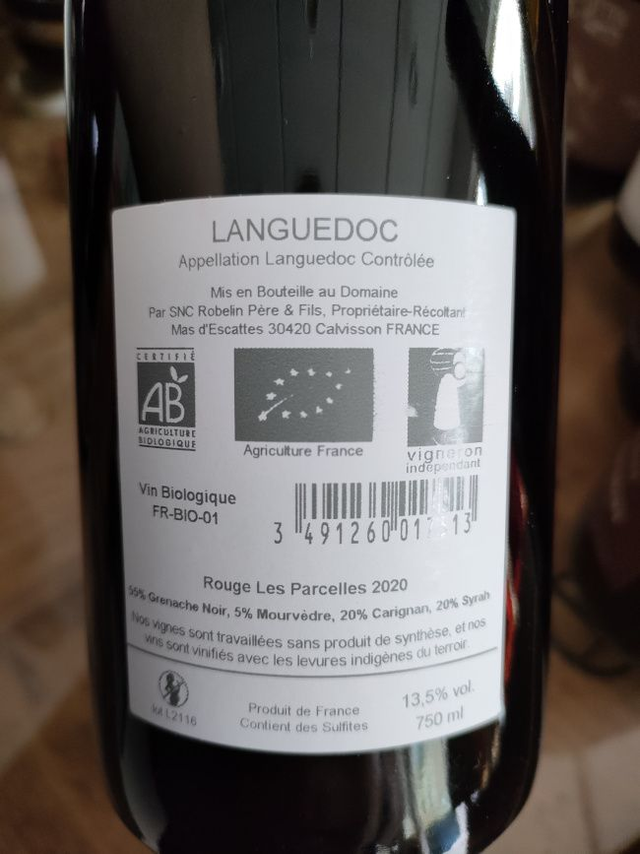 LANGUEDOC
Appellation Languedoc Contrôlée
Mis en Bouteille au Domaine
Par SNC Robelin Père & Fils, Propriétaire-Récoltant
Mas d'Escattes 30420 Calvisson FRANCE
CERTIFIÉ
AB
AGRICULTURE
BIOLOGIQUE
Agriculture France
vigneron
indépendant
Vin Biologique
FR-BIO-01
3 491260 01 13
Rouge Les Parcelles 2020
55% Grenache Noir, 5% Mourvèdre, 20% Carignan, 20% Syrah
Nos vignes sont travaillées sans produit de synthèse, et nos
vins sont vinifiés avec les levures indigènes du terroir.
lot L2116
Produit de France
Contient des Sulfites
13,5% vol.
750 ml